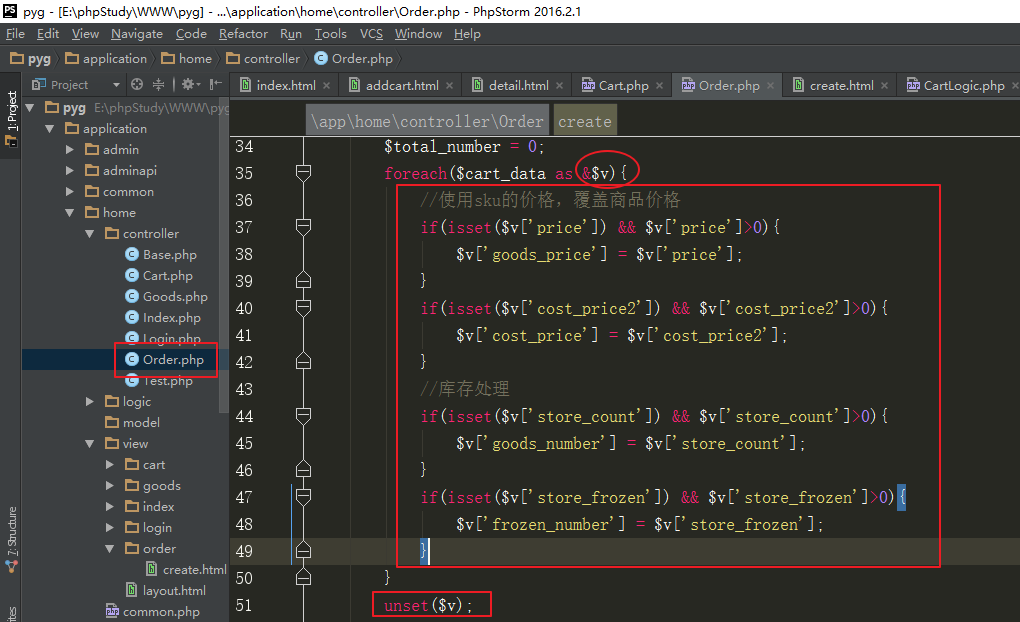 pyg - [E:\phpStudy\WWW\pyg] - ...\application\home\controller\Order.php - PhpStorm 2016.2.1
File Edit View Navigate Code Refactor Run Tools VCS Window Help
pyg application home controller Order.php
Project
index.html addcart.html detail.html Cart.php Order.php create.html CartLogic.php
1: Project
7: Structure
pyg E:\phpStudy\WWW\pyg
application
admin
adminapi
common
home
controller
Base.php
Cart.php
Goods.php
Index.php
Login.php
Order.php
Test.php
logic
model
view
cart
goods
index
login
order
create.html
layout.html
common.php
\app\home\controller\Order create
34 $total_number = 0;
35 foreach($cart_data as &$v){
36 //使用sku的价格，覆盖商品价格
37 if(isset($v['price']) && $v['price']>0){
38 $v['goods_price'] = $v['price'];
39 }
40 if(isset($v['cost_price2']) && $v['cost_price2']>0){
41 $v['cost_price'] = $v['cost_price2'];
42 }
43 //库存处理
44 if(isset($v['store_count']) && $v['store_count']>0){
45 $v['goods_number'] = $v['store_count'];
46 }
47 if(isset($v['store_frozen']) && $v['store_frozen']>0){
48 $v['frozen_number'] = $v['store_frozen'];
49 }
50 }
51 unset($v);